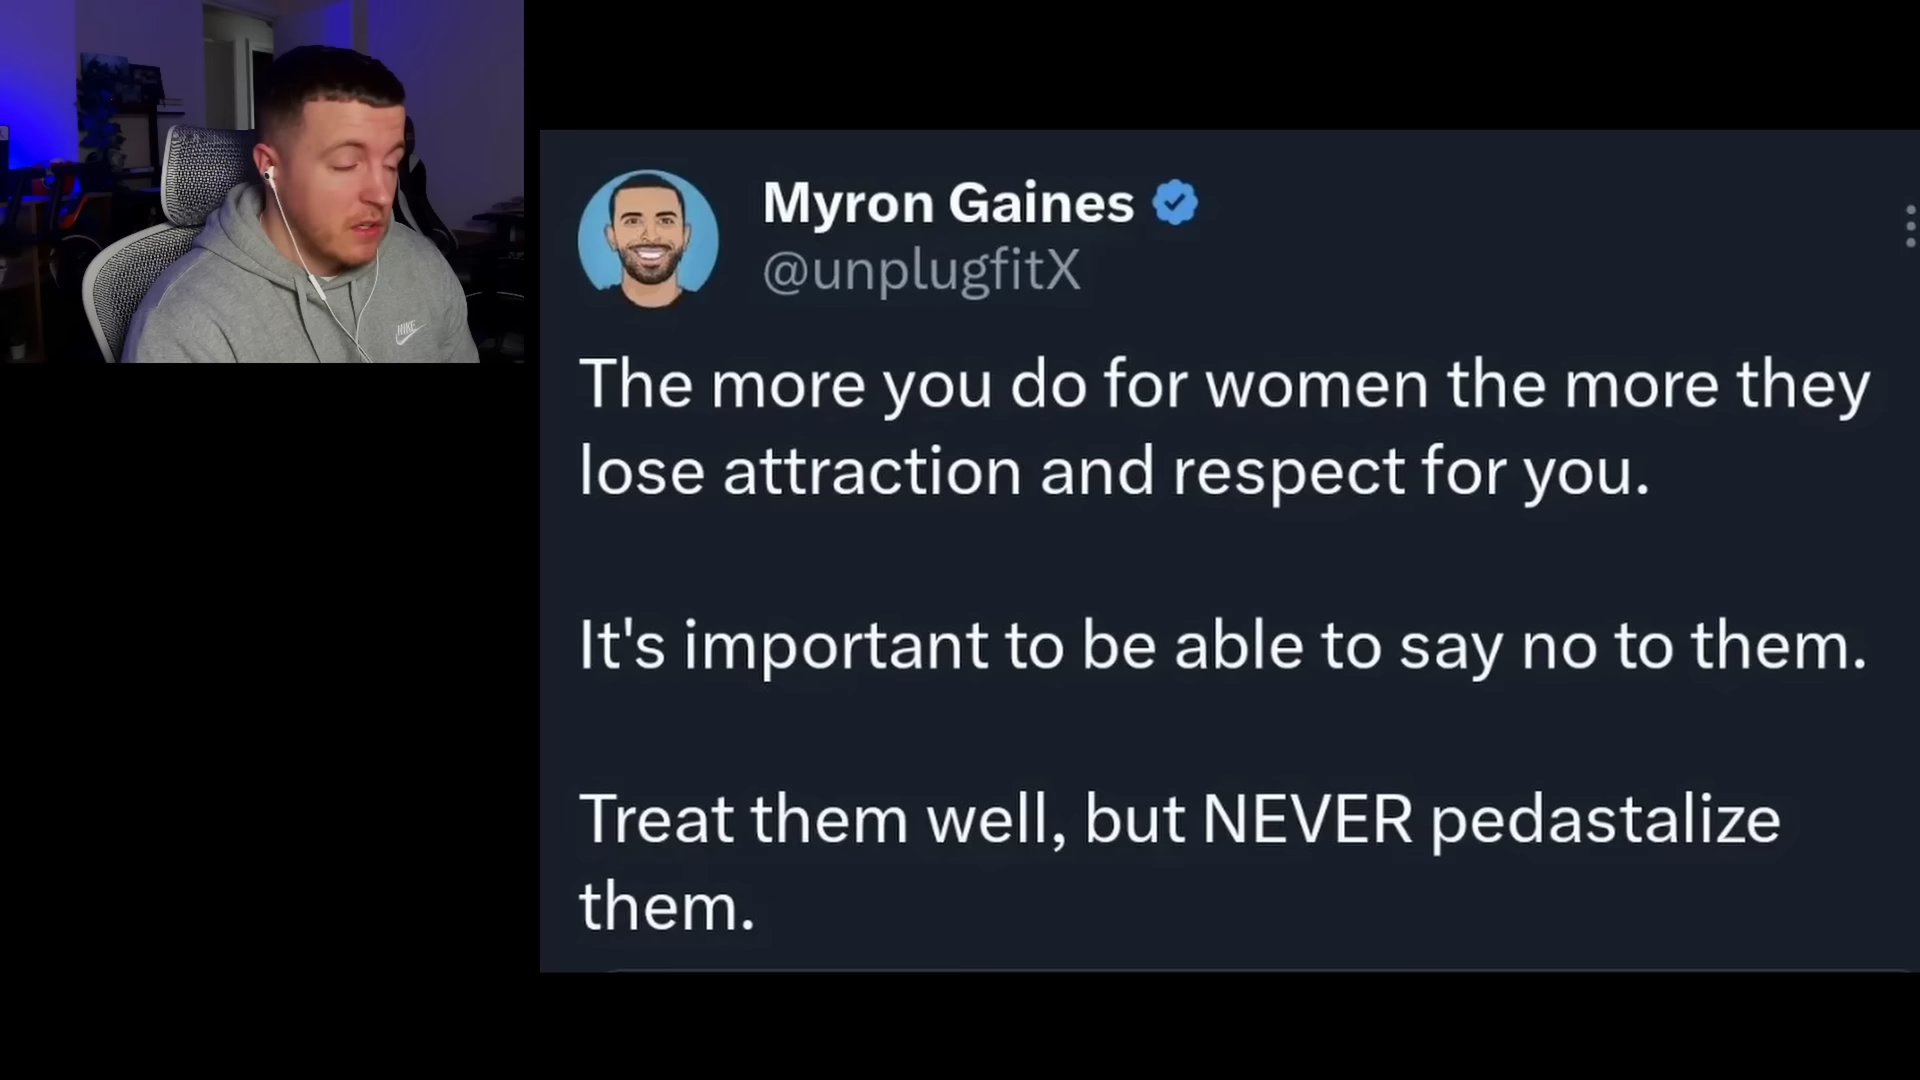 Myron Gaines
@unplugfitX
The more you do for women the more they
lose attraction and respect for you.
It's important to be able to say no to them.
Treat them well, but NEVER pedastalize
them.
NIKE